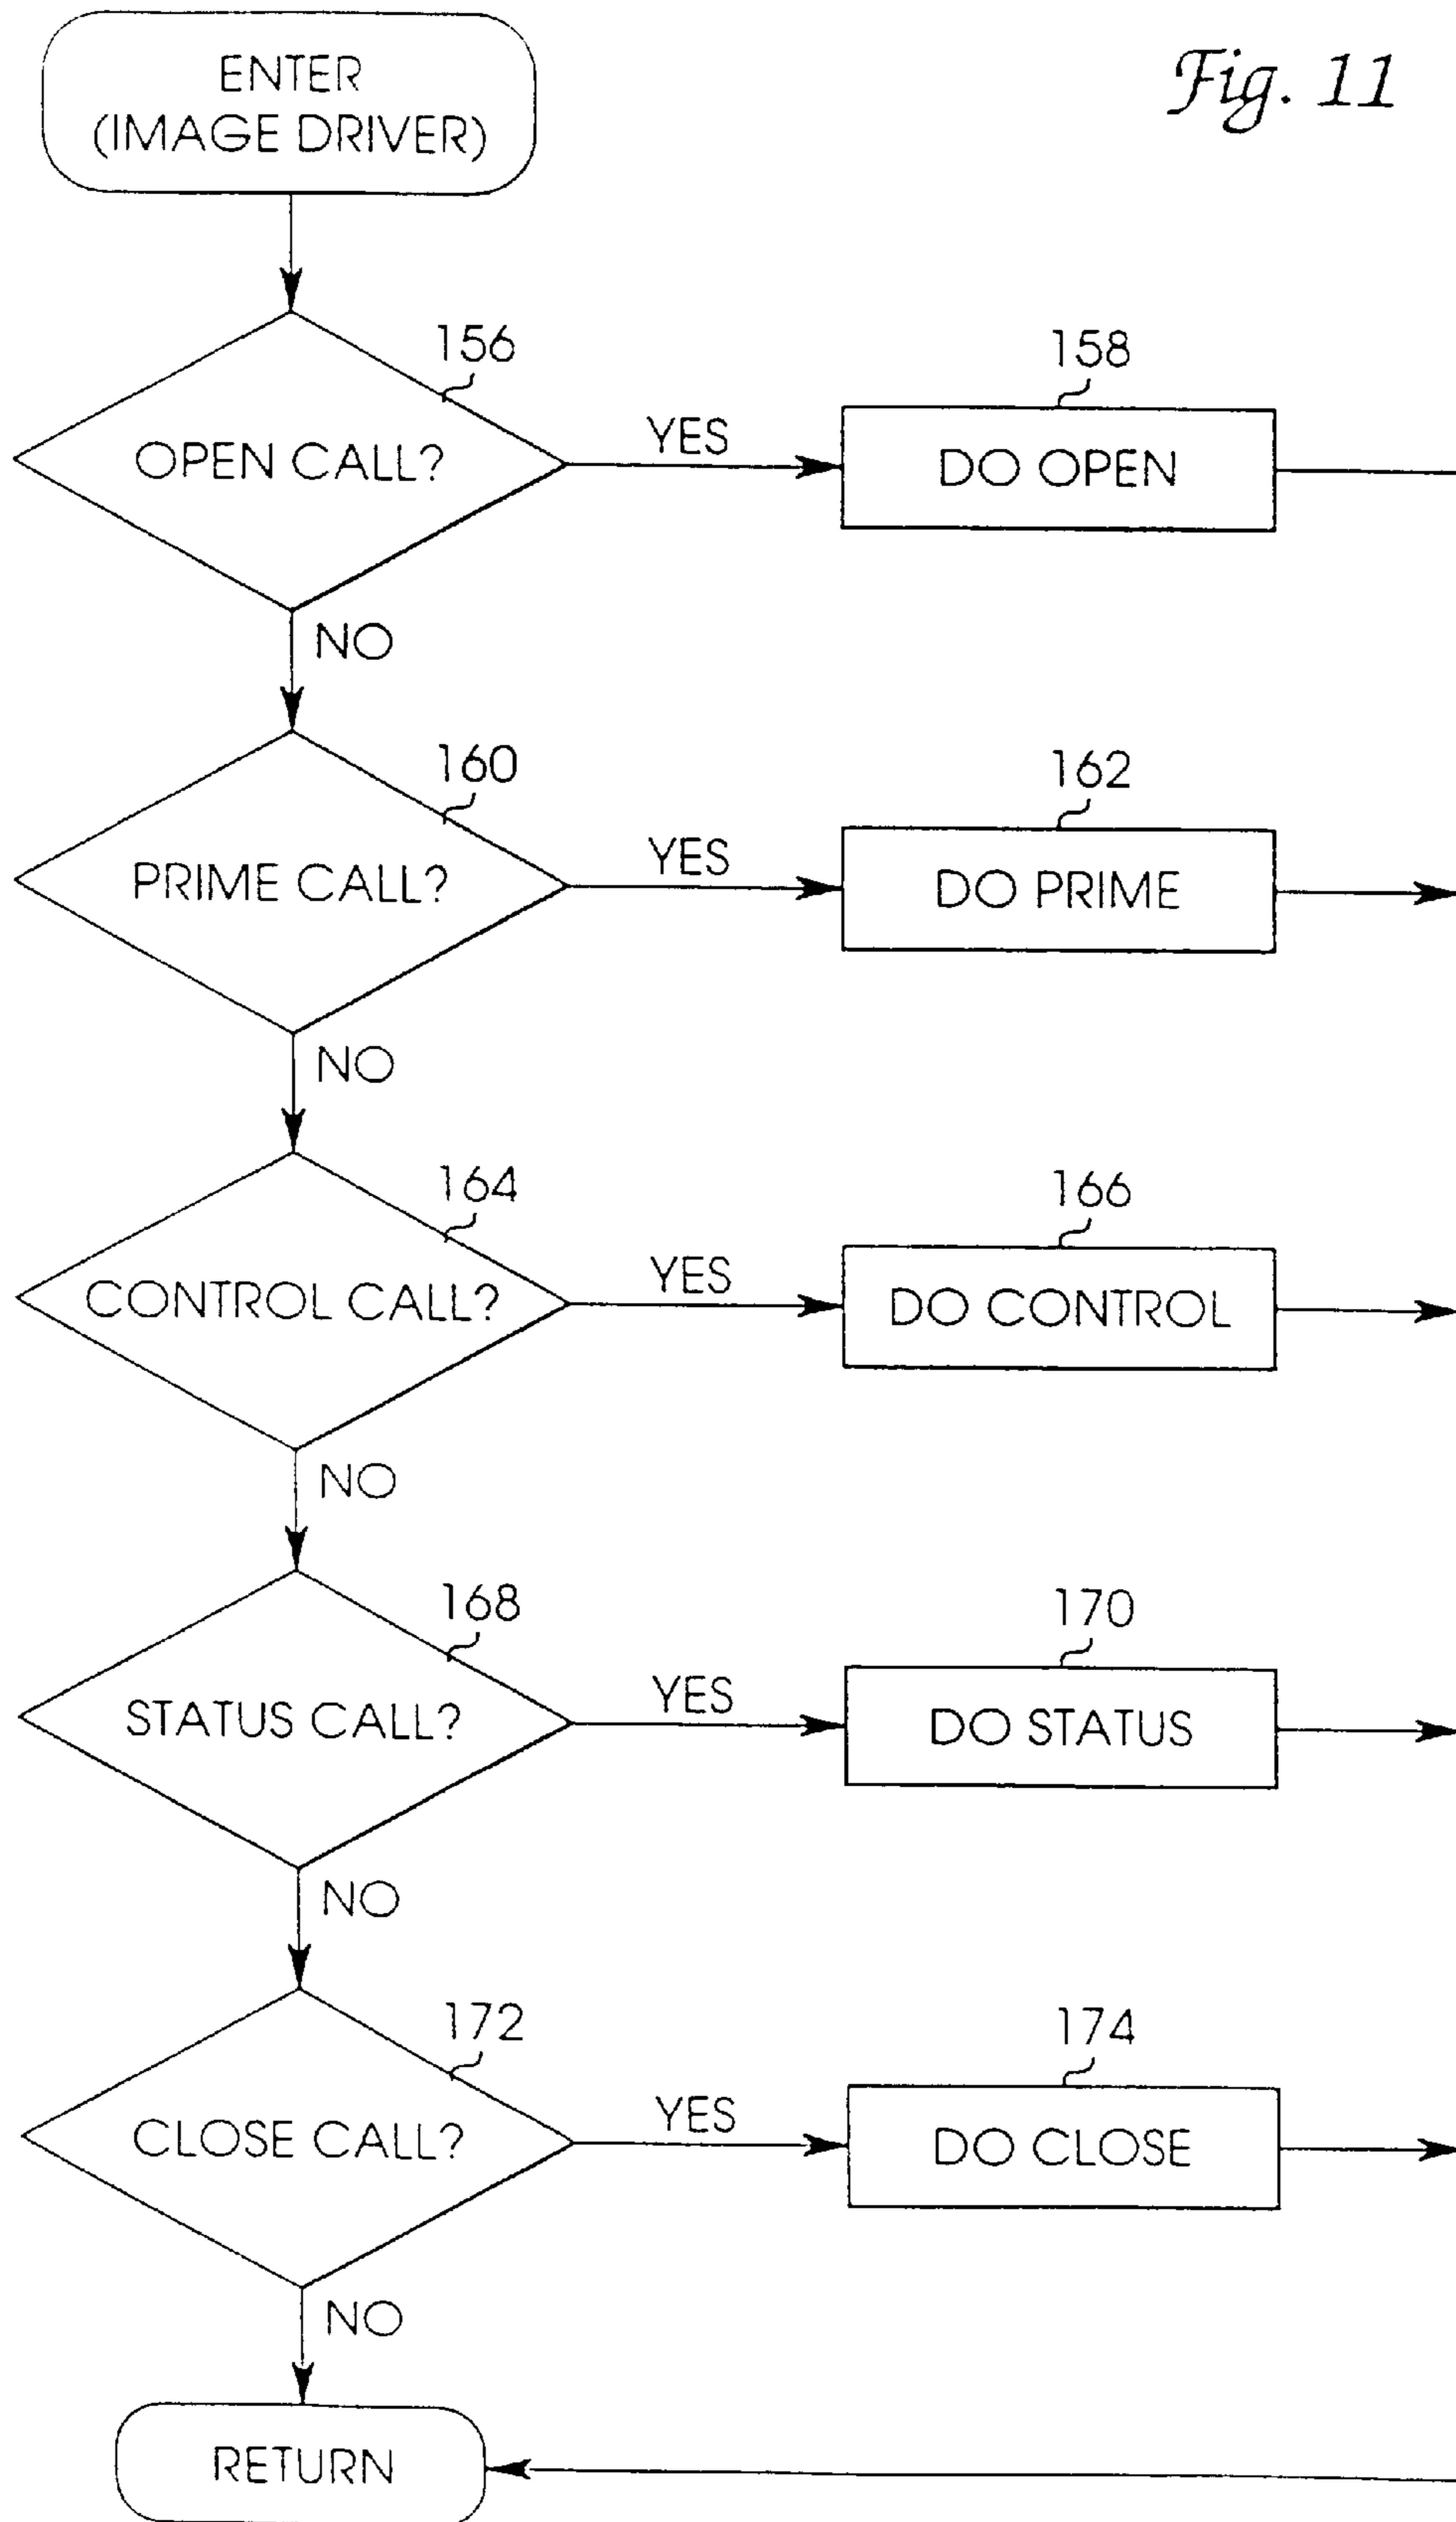 Fig. 11
ENTER
(IMAGE DRIVER)
156
OPEN CALL?
YES
158
DO OPEN
NO
160
PRIME CALL?
YES
162
DO PRIME
NO
164
CONTROL CALL?
YES
166
DO CONTROL
NO
168
STATUS CALL?
YES
170
DO STATUS
NO
172
CLOSE CALL?
YES
174
DO CLOSE
NO
RETURN